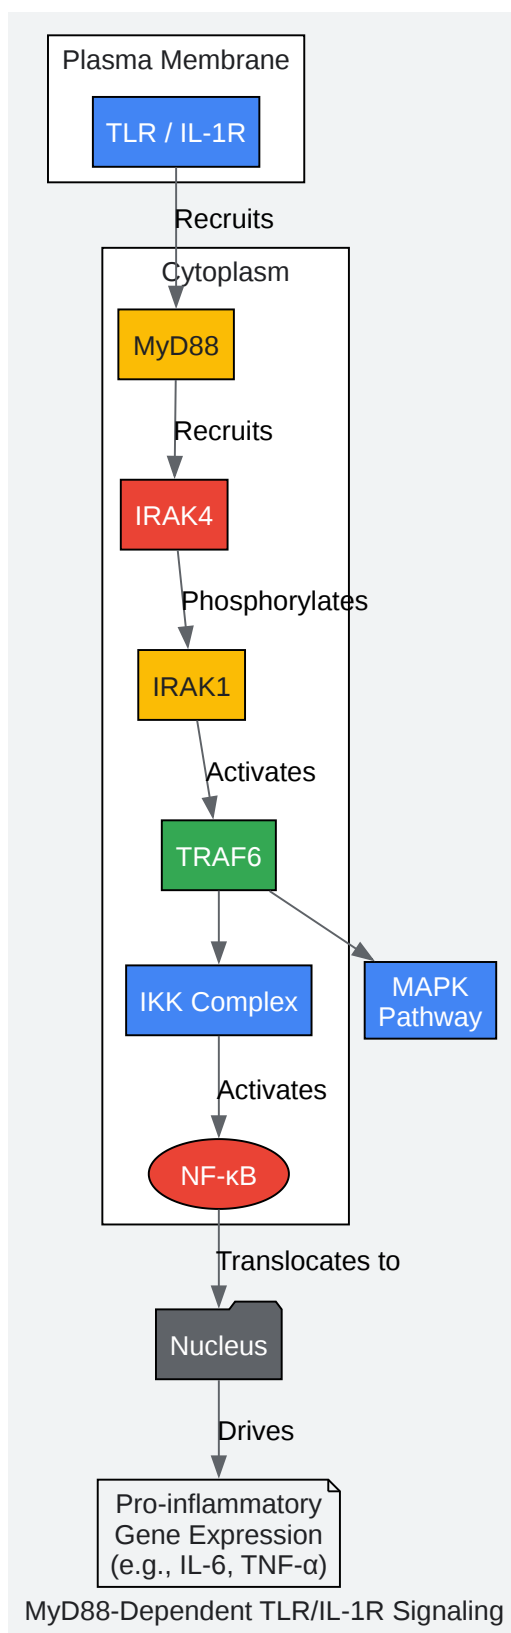 Plasma Membrane
TLR / IL-1R
Recruits
Cytoplasm
MyD88
Recruits
IRAK4
Phosphorylates
IRAK1
Activates
TRAF6
IKK Complex
MAPK
Pathway
Activates
NF-κB
Translocates to
Nucleus
Drives
Pro-inflammatory
Gene Expression
(e.g., IL-6, TNF-α)
MyD88-Dependent TLR/IL-1R Signaling